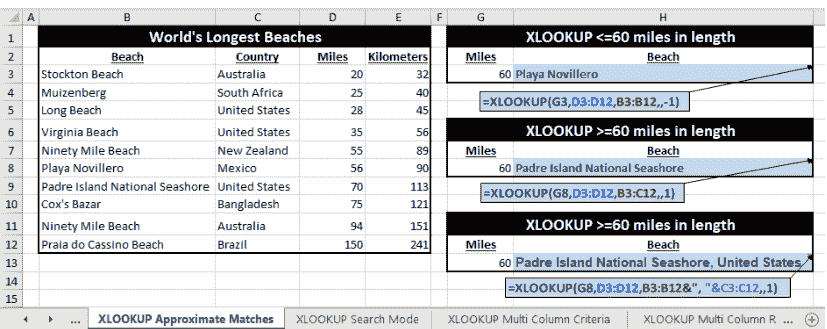 A B C D E F G H
1 World's Longest Beaches XLOOKUP <=60 miles in length
2 Beach Country Miles Kilometers Miles Beach
3 Stockton Beach Australia 20 32 60 Playa Novillero
4 Muizenberg South Africa 25 40 =XLOOKUP(G3,D3:D12,B3:B12,,-1)
5 Long Beach United States 28 45
6 Virginia Beach United States 35 56 XLOOKUP >=60 miles in length
7 Ninety Mile Beach New Zealand 55 89 Miles Beach
8 Playa Novillero Mexico 56 90 60 Padre Island National Seashore
9 Padre Island National Seashore United States 70 113 =XLOOKUP(G8,D3:D12,B3:C12,,1)
10 Cox's Bazar Bangladesh 75 121
11 Ninety Mile Beach Australia 94 151 XLOOKUP >=60 miles in length
12 Praia do Cassino Beach Brazil 150 241 Miles Beach
13 60 Padre Island National Seashore, United States
14 =XLOOKUP(G8,D3:D12,B3:B12&", "&C3:C12,,1)
15
... XLOOKUP Approximate Matches XLOOKUP Search Mode XLOOKUP Multi Column Criteria XLOOKUP Multi Column R ...